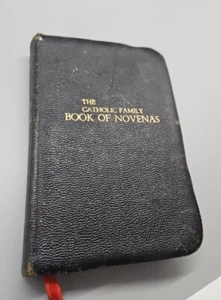 THE
CATHOLIC FAMILY
BOOK OF NOVENAS